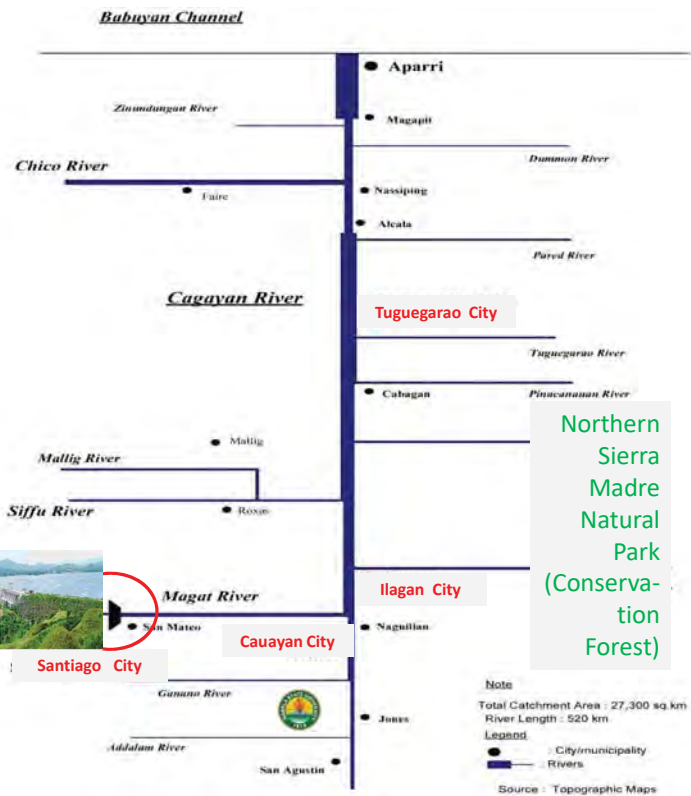 Babuyan Channel
Aparri
Zinundungan River
Magapit
Dummon River
Chico River
Faire
Nassiping
Alcala
Pared River
Cagayan River
Tuguegarao City
Tuguegarao River
Cabagan
Pinacanauan River
Northern
Sierra
Madre
Natural
Park
(Conserva-
tion
Forest)
Mallig
Mallig River
Siffu River
Roxas
Ilagan City
Magat River
San Mateo
Cauayan City
Naguilian
Santiago City
Ganano River
Jones
Addalam River
San Agustin
Note
Total Catchment Area : 27,300 sq.km
River Length : 520 km
Legend
: City/municipality
: Rivers
Source : Topographic Maps